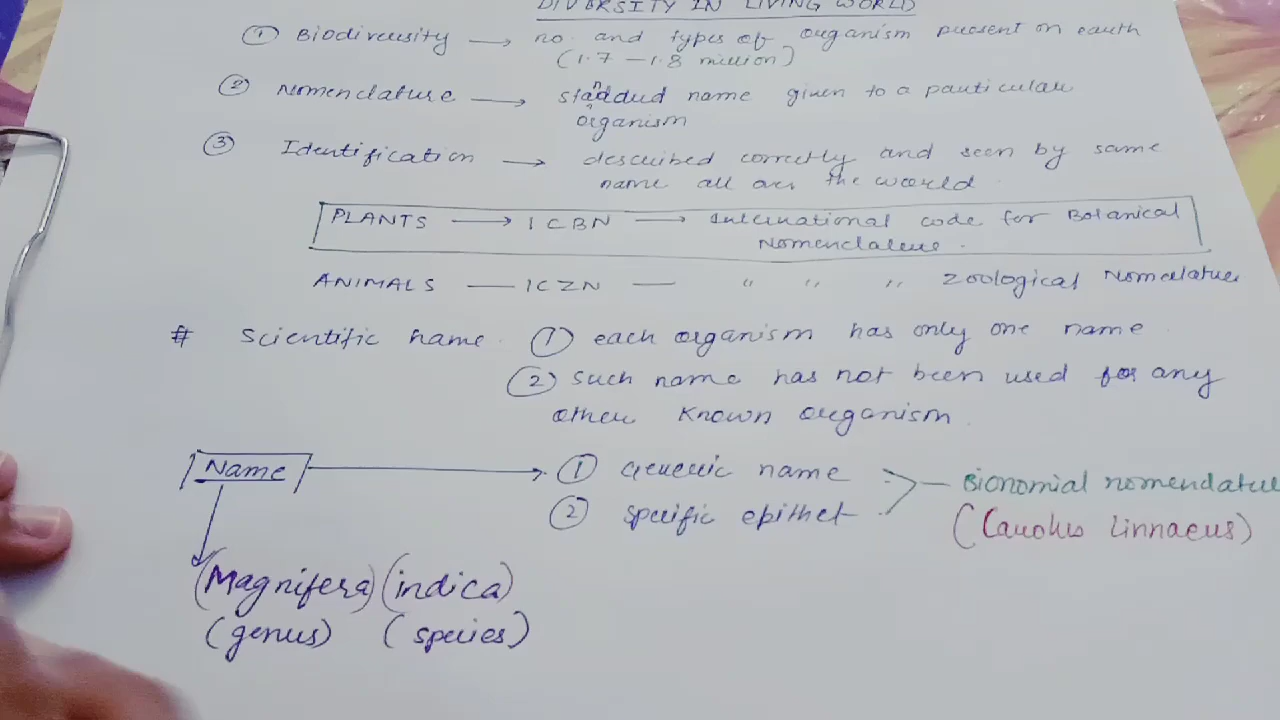 DIVERSITY IN LIVING WORLD
① Biodiversity → no. and types of organism present on earth
(1.7 – 1.8 million)
② Nomenclature → standdud name given to a particular
organism
③ Identification → described correctly and seen by same
name all over the world.
PLANTS → ICBN → International code for Botanical
Nomenclature.
ANIMALS — ICZN — " " " Zoological Nomelature
# Scientific name. ① each organism has only one name.
② such name has not been used for any
other known organism.
Name → ① Generic name
② specific epithet
— Bionomial nomenclature
(Carolus Linnaeus)
(Magnifera) (indica)
(genus) (species)